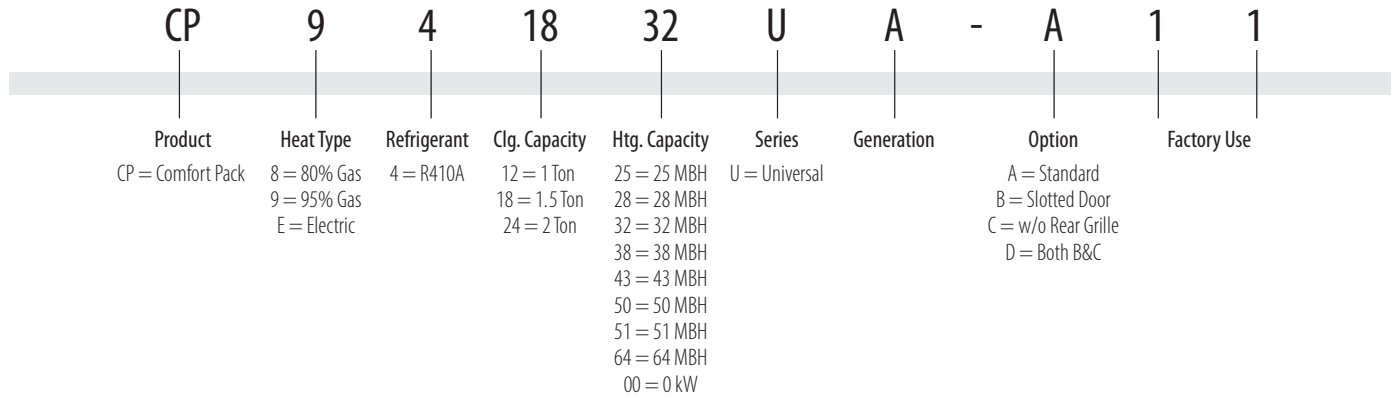 CP 9 4 18 32 U A - A 1 1
Product Heat Type Refrigerant Clg. Capacity Htg. Capacity Series Generation Option Factory Use
CP = Comfort Pack 8 = 80% Gas 4 = R410A 12 = 1 Ton 25 = 25 MBH U = Universal A = Standard
9 = 95% Gas 18 = 1.5 Ton 28 = 28 MBH B = Slotted Door
E = Electric 24 = 2 Ton 32 = 32 MBH C = w/o Rear Grille
38 = 38 MBH D = Both B&C
43 = 43 MBH
50 = 50 MBH
51 = 51 MBH
64 = 64 MBH
00 = 0 kW